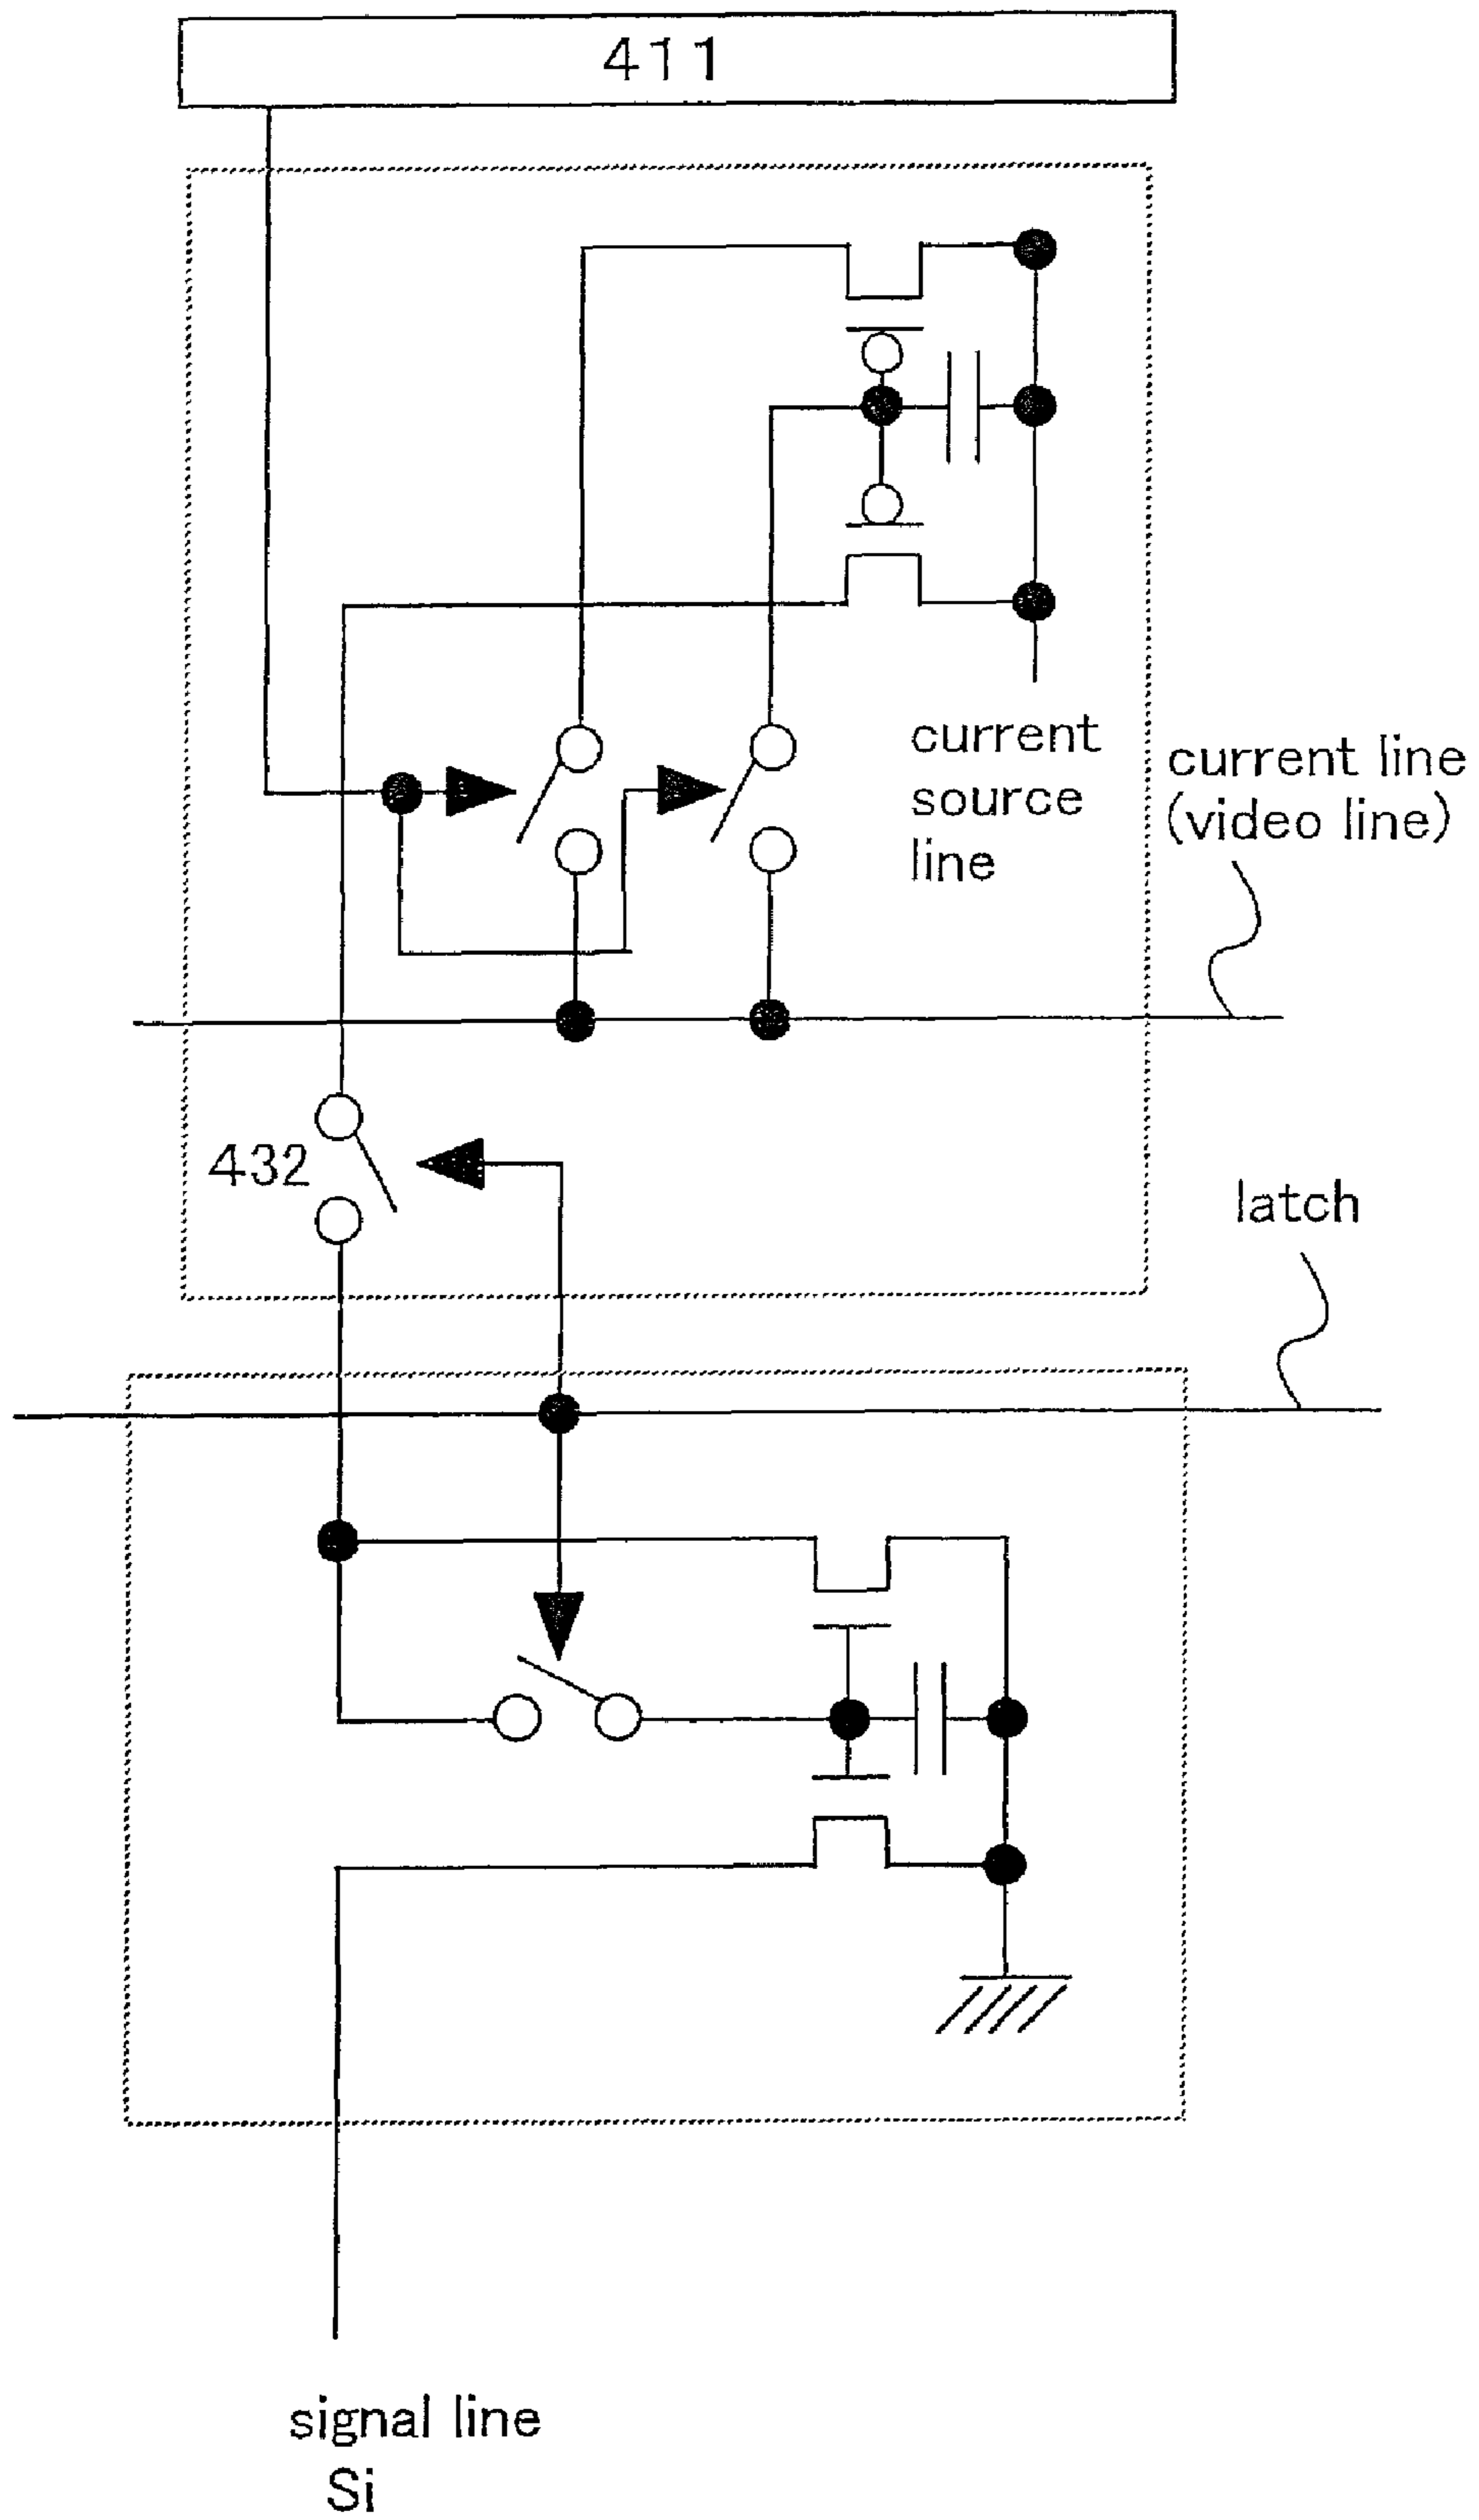 411
current
source
line
current line
(video line)
432
latch
signal line
Si